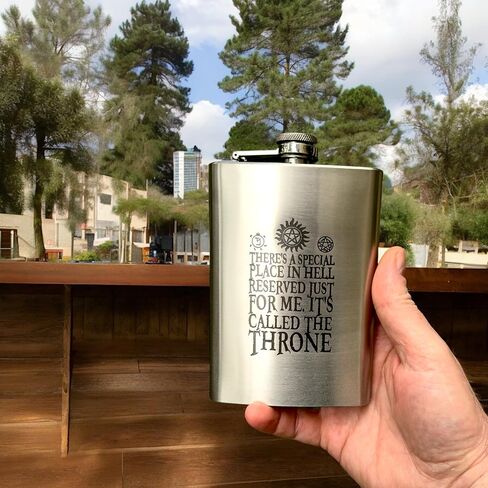 THERE'S A SPECIAL
PLACE IN HELL
RESERVED JUST
FOR ME. IT'S
CALLED THE
THRONE